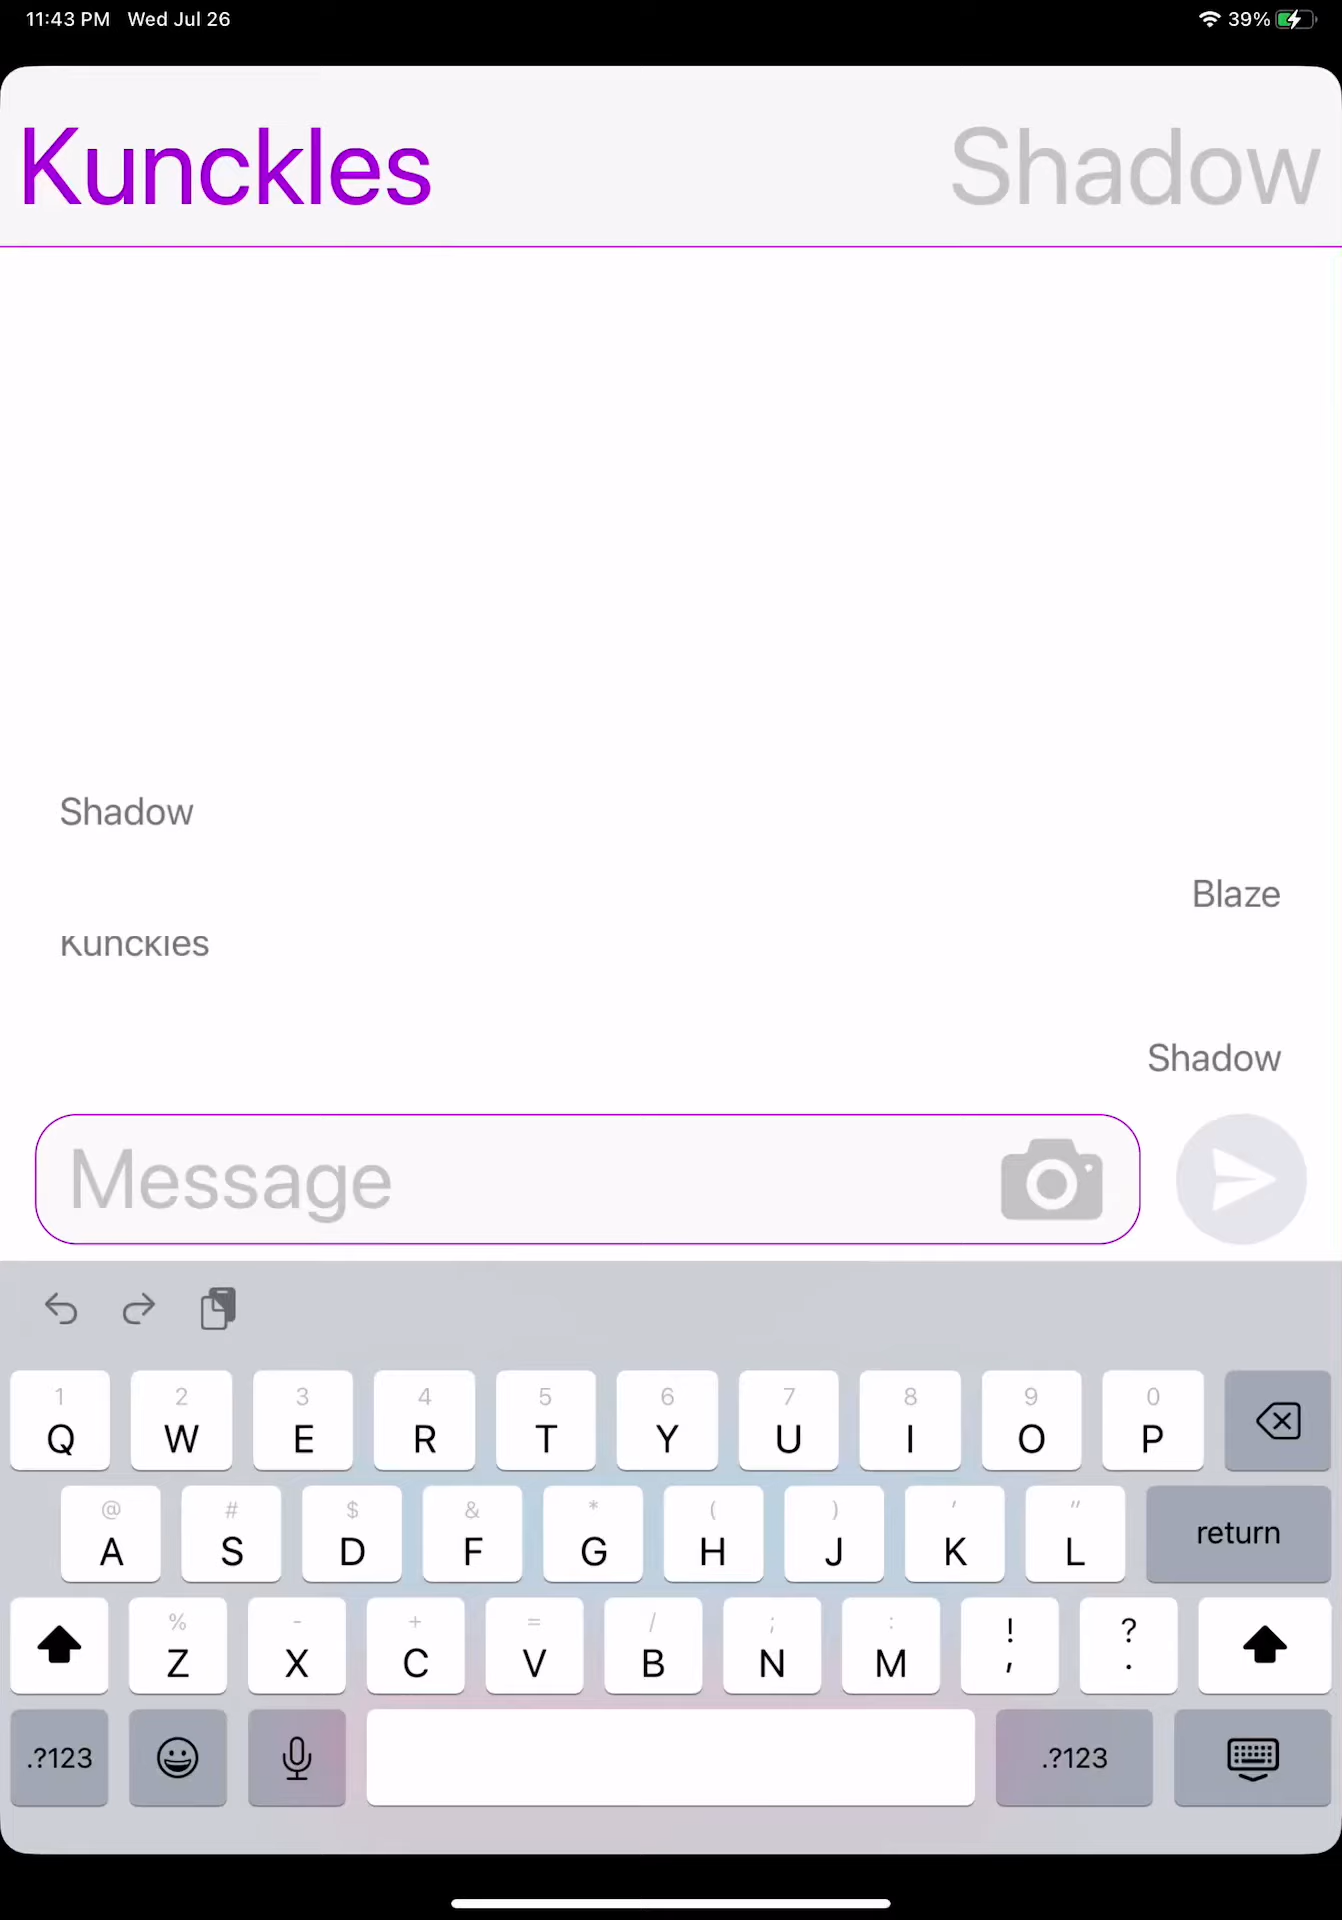 11:43 PM Wed Jul 26 39%
Kunckles Shadow
Shadow
Blaze
Kunckles
Shadow
Message
1 2 3 4 5 6 7 8 9 0
Q W E R T Y U I O P
@ # $ & * ( ) ' "
A S D F G H J K L return
% - + = / ; : ! ?
Z X C V B N M , .
.?123 .?123